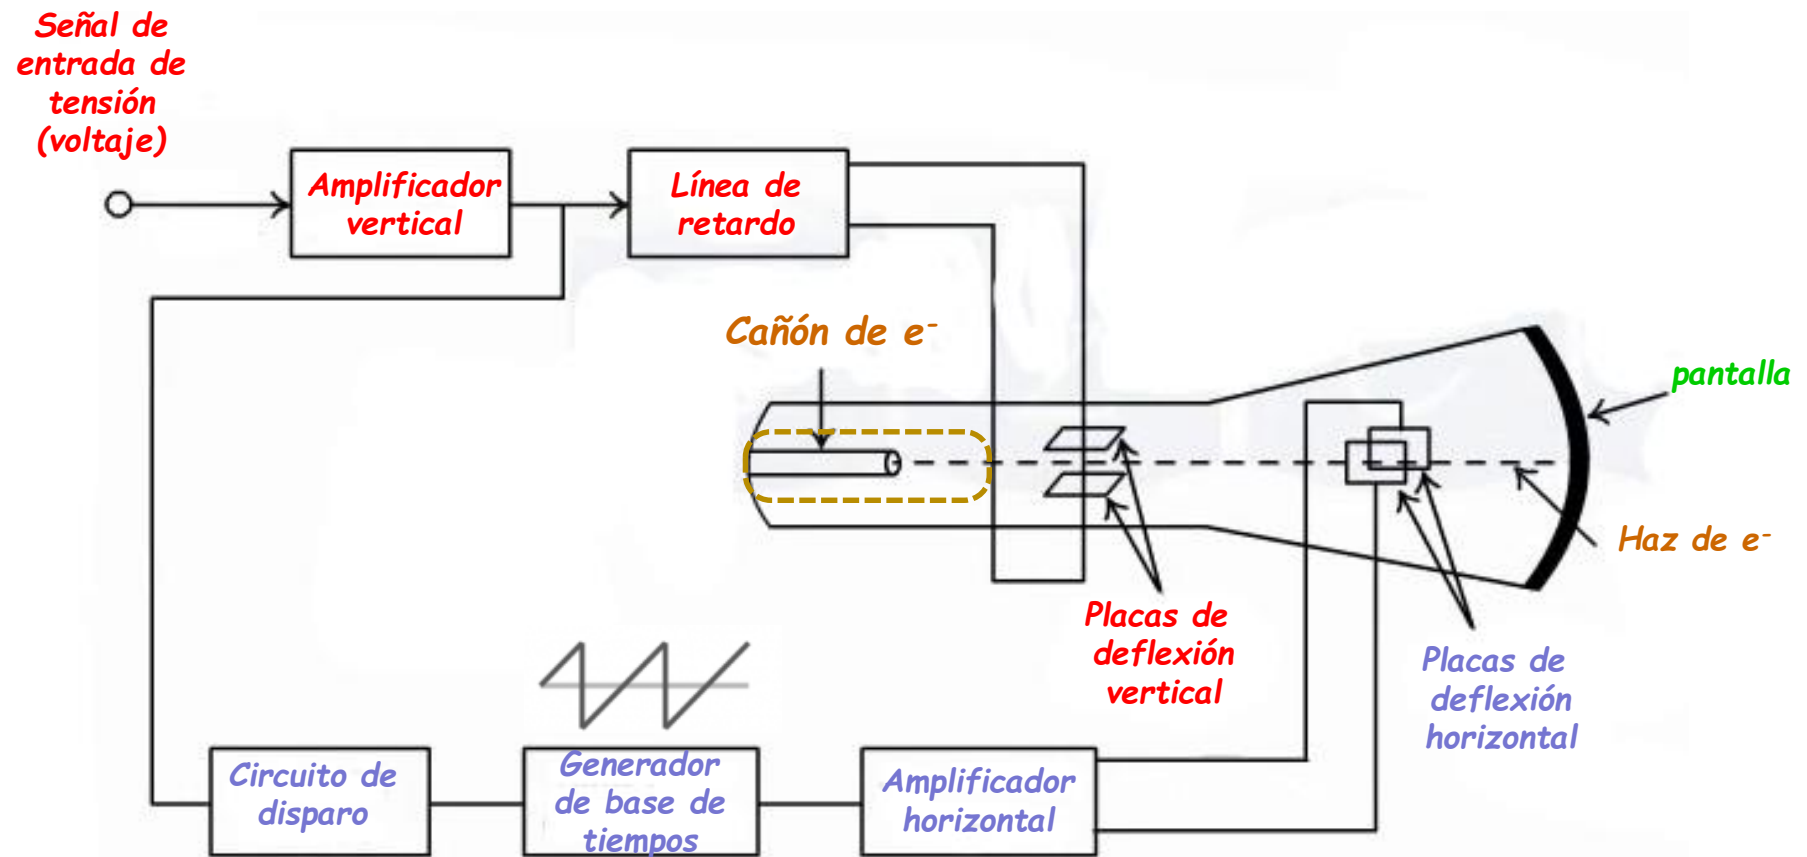 Señal de
entrada de
tensión
(voltaje)
Amplificador
vertical
Línea de
retardo
Cañón de e⁻
pantalla
Haz de e⁻
Placas de
deflexión
vertical
Placas de
deflexión
horizontal
Circuito de
disparo
Generador
de base de
tiempos
Amplificador
horizontal